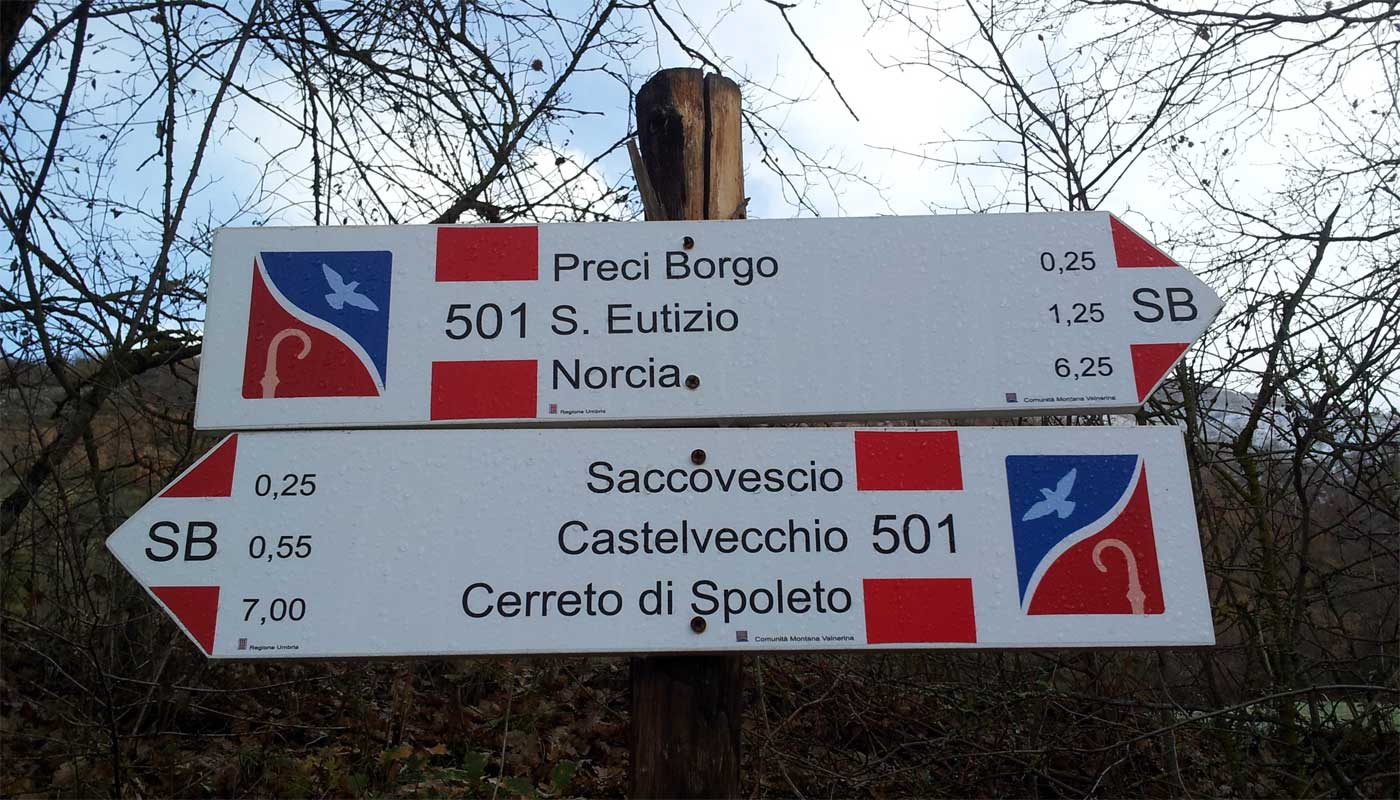 Preci Borgo 0,25
501 S. Eutizio 1,25 SB
Norcia 6,25
Regione Umbria Comunità Montana Valnerina
0,25 Saccovescio
SB 0,55 Castelvecchio 501
7,00 Cerreto di Spoleto
Regione Umbria Comunità Montana Valnerina